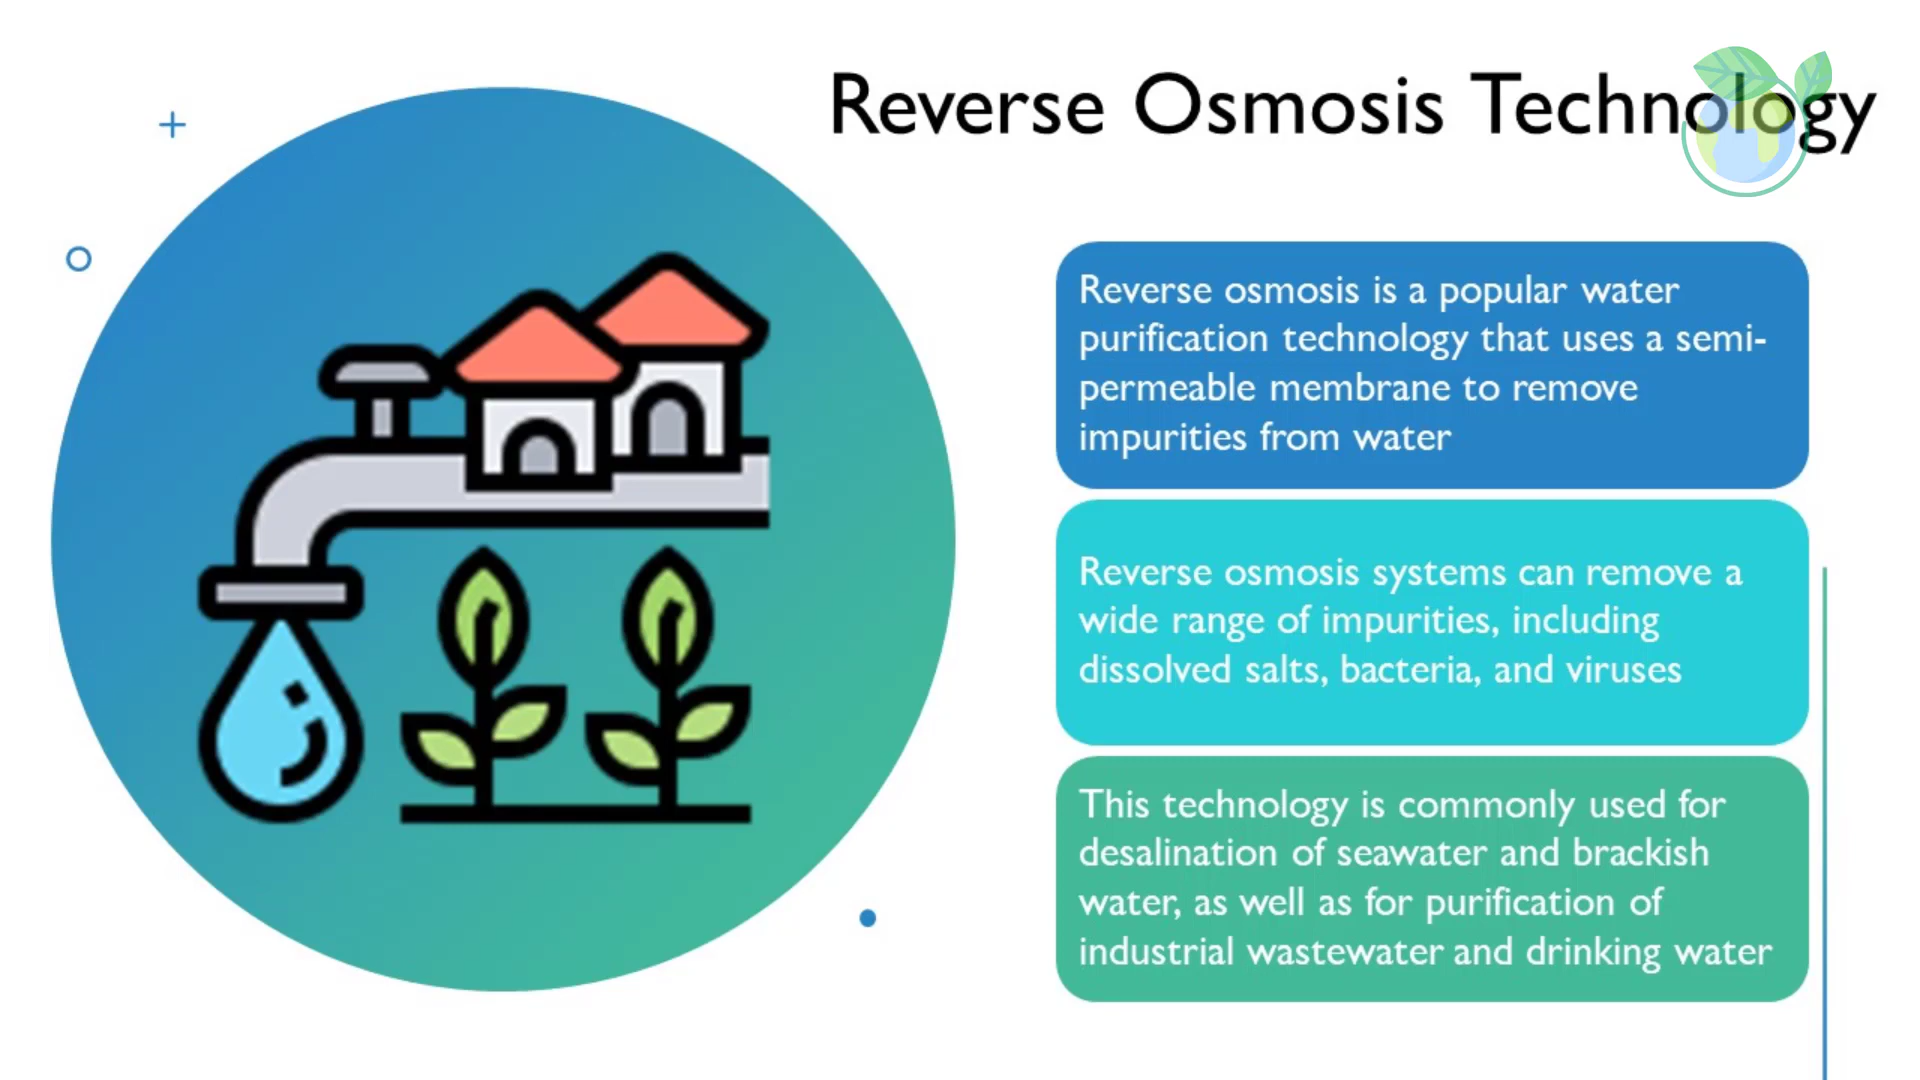 Reverse Osmosis Technology
Reverse osmosis is a popular water
purification technology that uses a semi-
permeable membrane to remove
impurities from water
Reverse osmosis systems can remove a
wide range of impurities, including
dissolved salts, bacteria, and viruses
This technology is commonly used for
desalination of seawater and brackish
water, as well as for purification of
industrial wastewater and drinking water